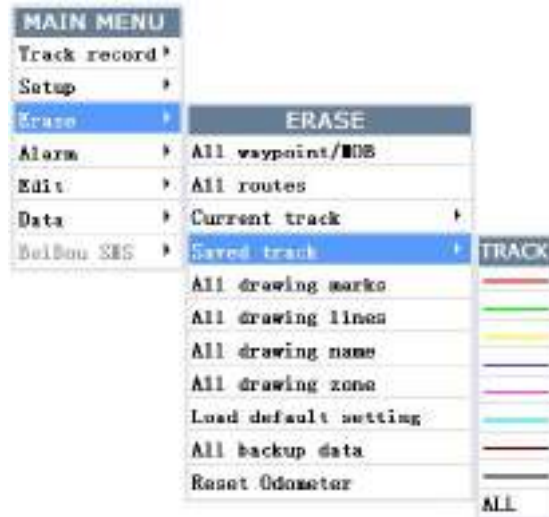 MAIN MENU
Track record
Setup
Erase
Alarm
Edit
Data
BeiDou SMS
ERASE
All waypoint/MOB
All routes
Current track
Saved track
All drawing marks
All drawing lines
All drawing name
All drawing zone
Load default setting
All backup data
Reset Odometer
TRACK
ALL